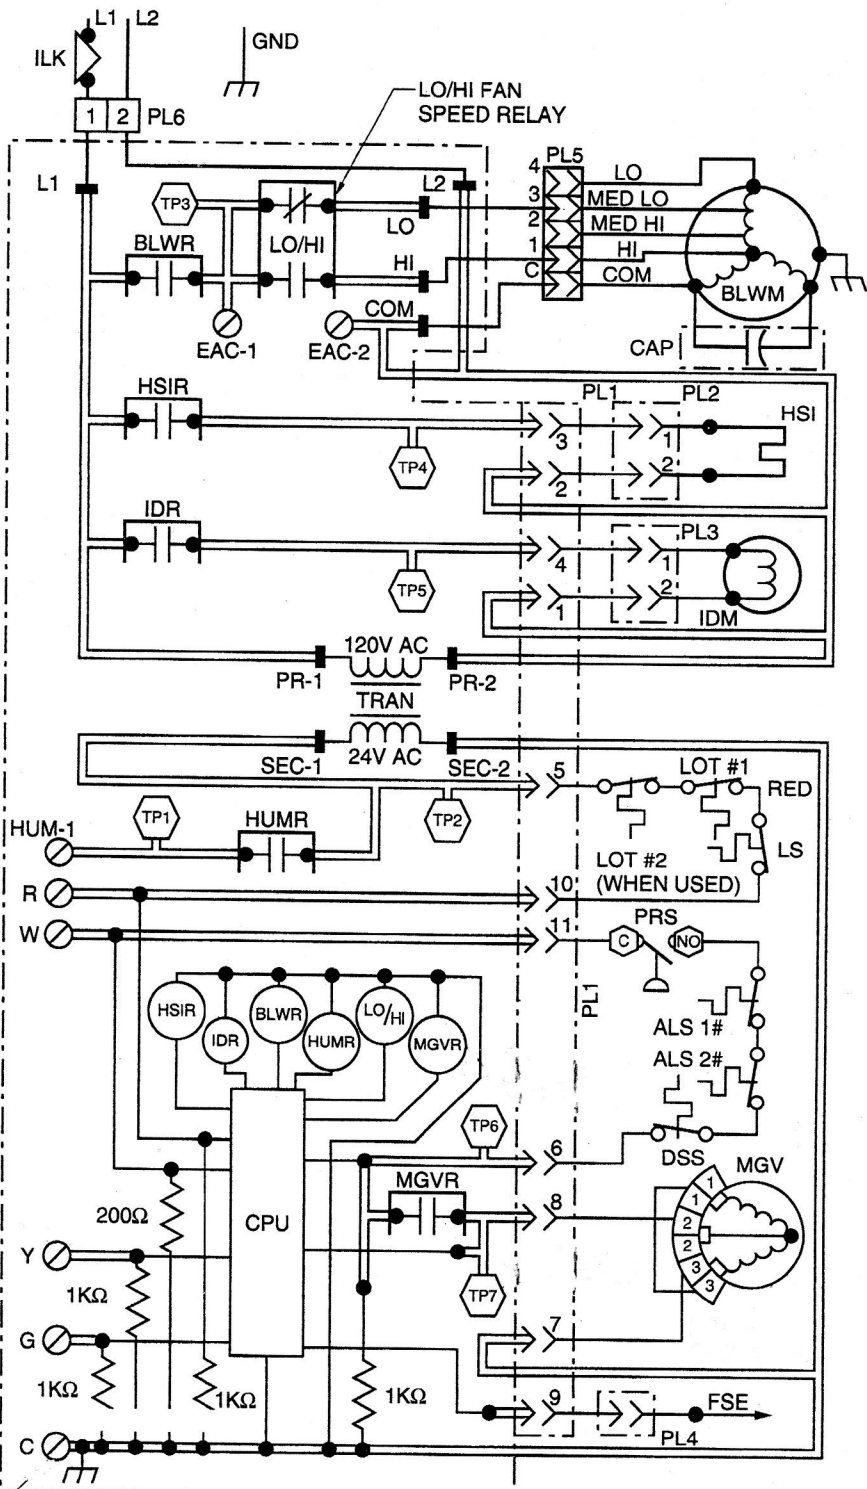 L1 L2
ILK
GND
1 2 PL6
LO/HI FAN
SPEED RELAY
L1
TP3
L2
PL5
4 LO
3 MED LO
2 MED HI
1 HI
C COM
BLWR
LO/HI
LO
HI
COM
BLWM
EAC-1
EAC-2
CAP
HSIR
PL1
PL2
HSI
TP4
3 1
2 2
IDR
PL3
TP5
4 1
1 2
IDM
120V AC
PR-1
PR-2
TRAN
24V AC
SEC-1
SEC-2
5
LOT #1
RED
TP1
HUMR
TP2
HUM-1
LOT #2
(WHEN USED)
LS
R
10
W
11
PRS
C NO
PL1
HSIR
IDR
BLWR
HUMR
LO/HI
MGVR
ALS 1#
ALS 2#
TP6
6
DSS
MGV
MGVR
8
1
1
2
2
3
3
200Ω
CPU
Y
TP7
1KΩ
7
G
1KΩ
1KΩ
1KΩ
9
FSE
PL4
C